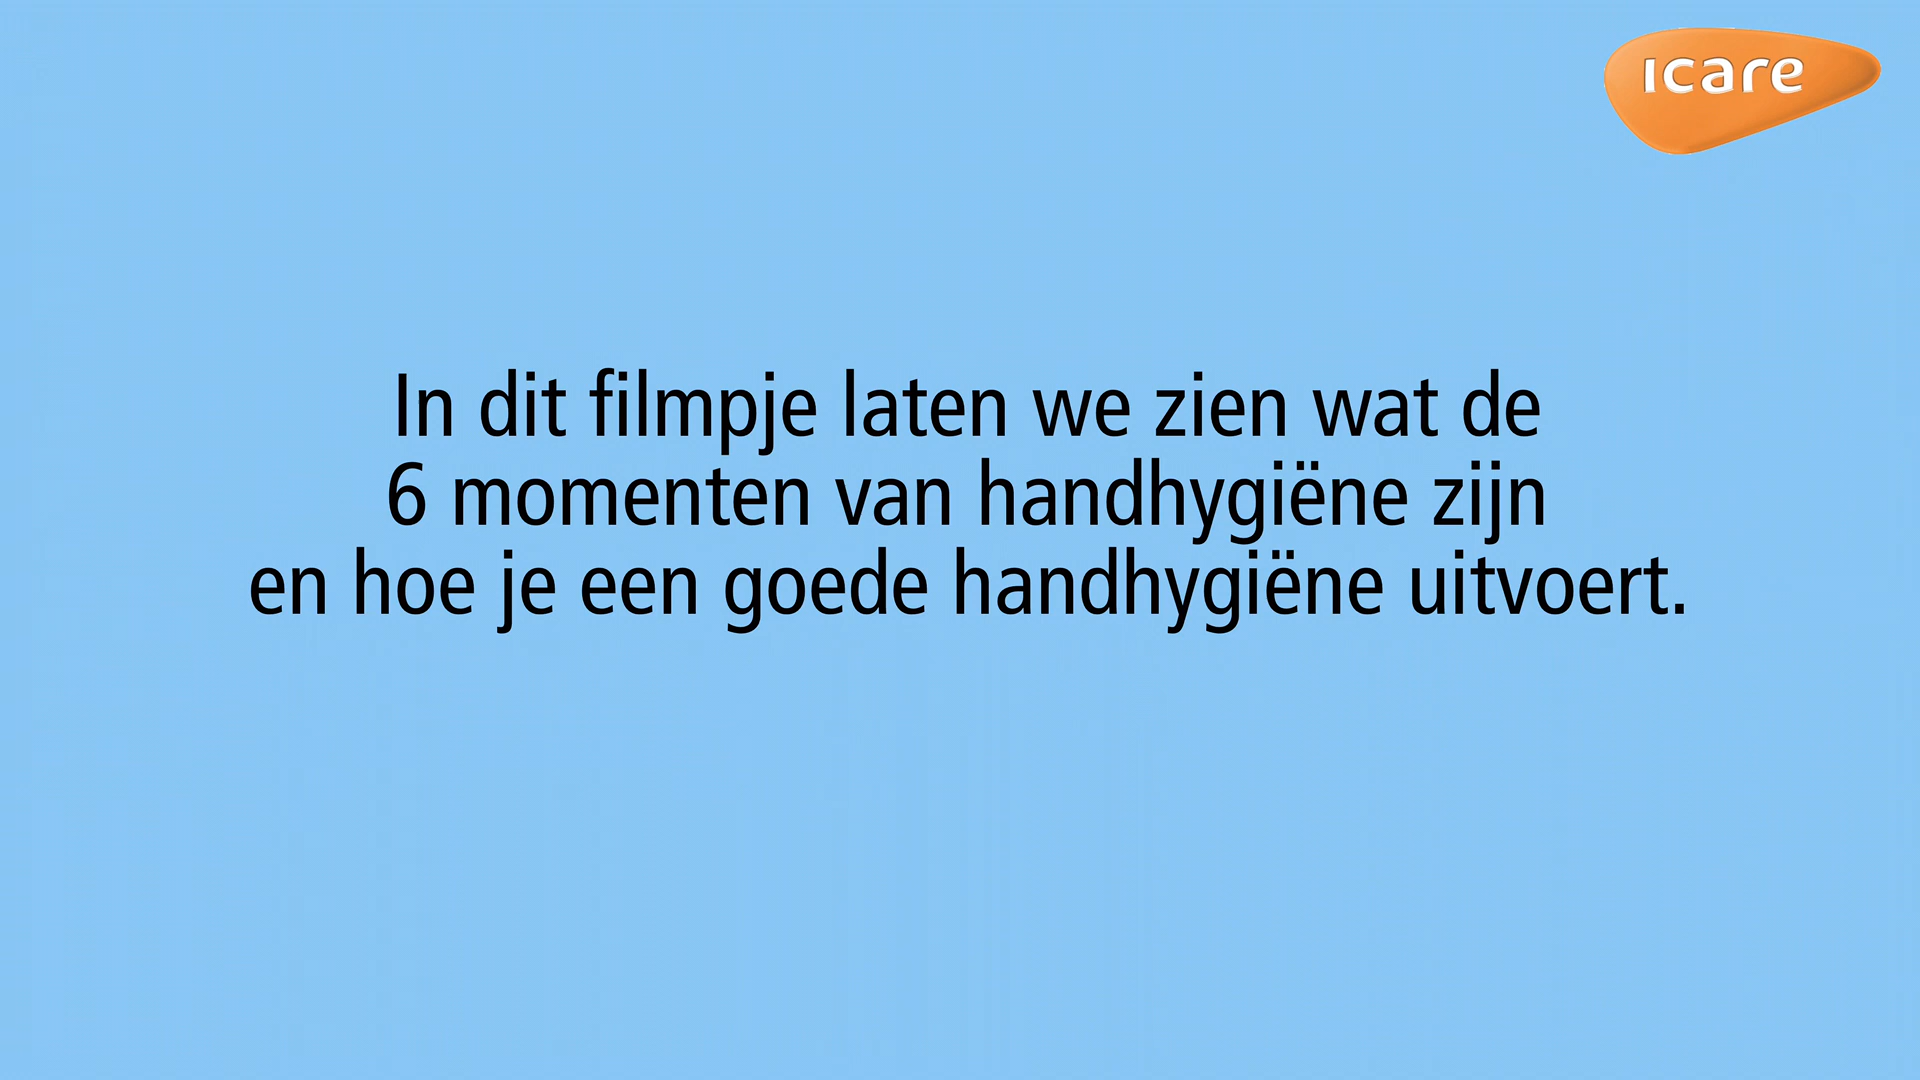 icare
In dit filmpje laten we zien wat de
6 momenten van handhygiëne zijn
en hoe je een goede handhygiëne uitvoert.